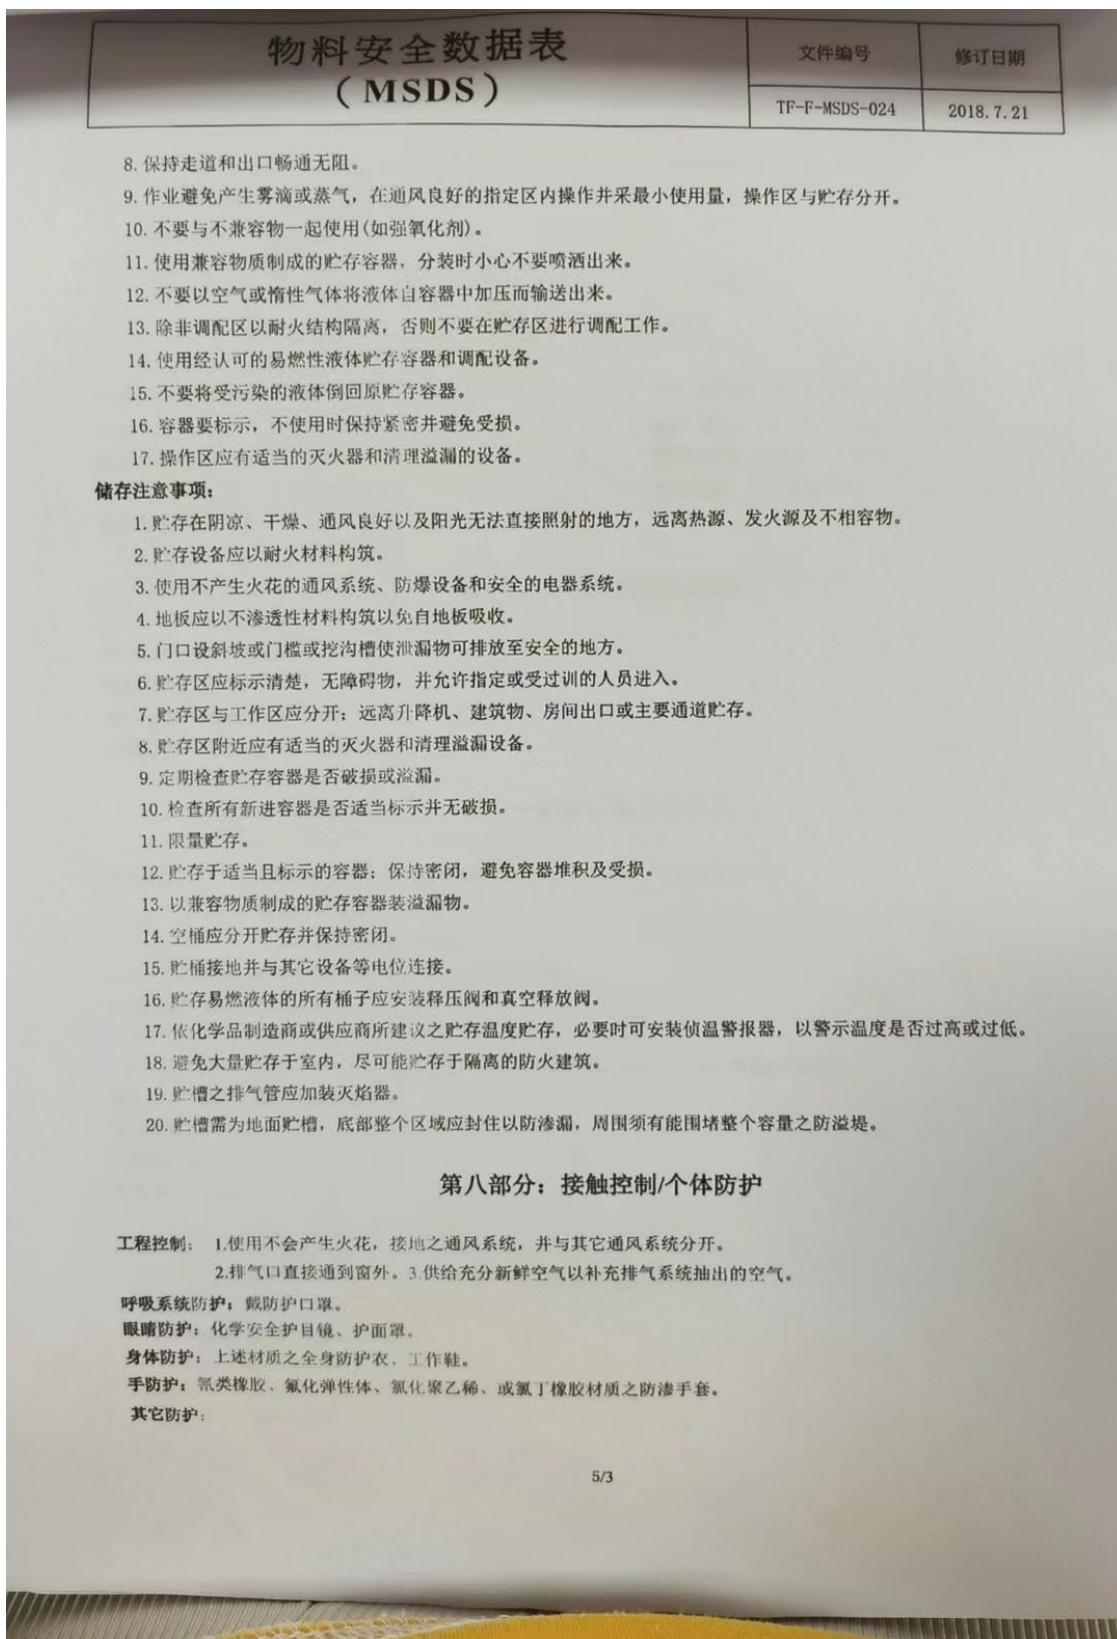 物料安全数据表
（MSDS）
文件编号
修订日期
TF-F-MSDS-024
2018.7.21
8.保持走道和出口畅通无阻。
9.作业避免产生雾滴或蒸气，在通风良好的指定区内操作并采最小使用量，操作区与贮存分开。
10.不要与不兼容物一起使用(如强氧化剂)。
11.使用兼容物质制成的贮存容器，分装时小心不要喷洒出来。
12.不要以空气或惰性气体将液体自容器中加压而输送出来。
13.除非调配区以耐火结构隔离，否则不要在贮存区进行调配工作。
14.使用经认可的易燃性液体贮存容器和调配设备。
15.不要将受污染的液体倒回原贮存容器。
16.容器要标示，不使用时保持紧密并避免受损。
17.操作区应有适当的灭火器和清理溢漏的设备。
储存注意事项：
1.贮存在阴凉、干燥、通风良好以及阳光无法直接照射的地方，远离热源、发火源及不相容物。
2.贮存设备应以耐火材料构筑。
3.使用不产生火花的通风系统、防爆设备和安全的电器系统。
4.地板应以不渗透性材料构筑以免自地板吸收。
5.门口设斜坡或门槛或挖沟槽使泄漏物可排放至安全的地方。
6.贮存区应标示清楚，无障碍物，并允许指定或受过训的人员进入。
7.贮存区与工作区应分开；远离升降机、建筑物、房间出口或主要通道贮存。
8.贮存区附近应有适当的灭火器和清理溢漏设备。
9.定期检查贮存容器是否破损或溢漏。
10.检查所有新进容器是否适当标示并无破损。
11.限量贮存。
12.贮存于适当且标示的容器；保持密闭，避免容器堆积及受损。
13.以兼容物质制成的贮存容器装溢漏物。
14.空桶应分开贮存并保持密闭。
15.贮桶接地并与其它设备等电位连接。
16.贮存易燃液体的所有桶子应安装释压阀和真空释放阀。
17.依化学品制造商或供应商所建议之贮存温度贮存，必要时可安装侦温警报器，以警示温度是否过高或过低。
18.避免大量贮存于室内，尽可能贮存于隔离的防火建筑。
19.贮槽之排气管应加装灭焰器。
20.贮槽需为地面贮槽，底部整个区域应封住以防渗漏，周围须有能围堵整个容量之防溢堤。
第八部分：接触控制/个体防护
工程控制： 1.使用不会产生火花，接地之通风系统，并与其它通风系统分开。
2.排气口直接通到窗外。3.供给充分新鲜空气以补充排气系统抽出的空气。
呼吸系统防护：戴防护口罩。
眼睛防护：化学安全护目镜、护面罩。
身体防护：上述材质之全身防护衣、工作鞋。
手防护：氰类橡胶、氟化弹性体、氯化聚乙稀、或氯丁橡胶材质之防渗手套。
其它防护：
5/3